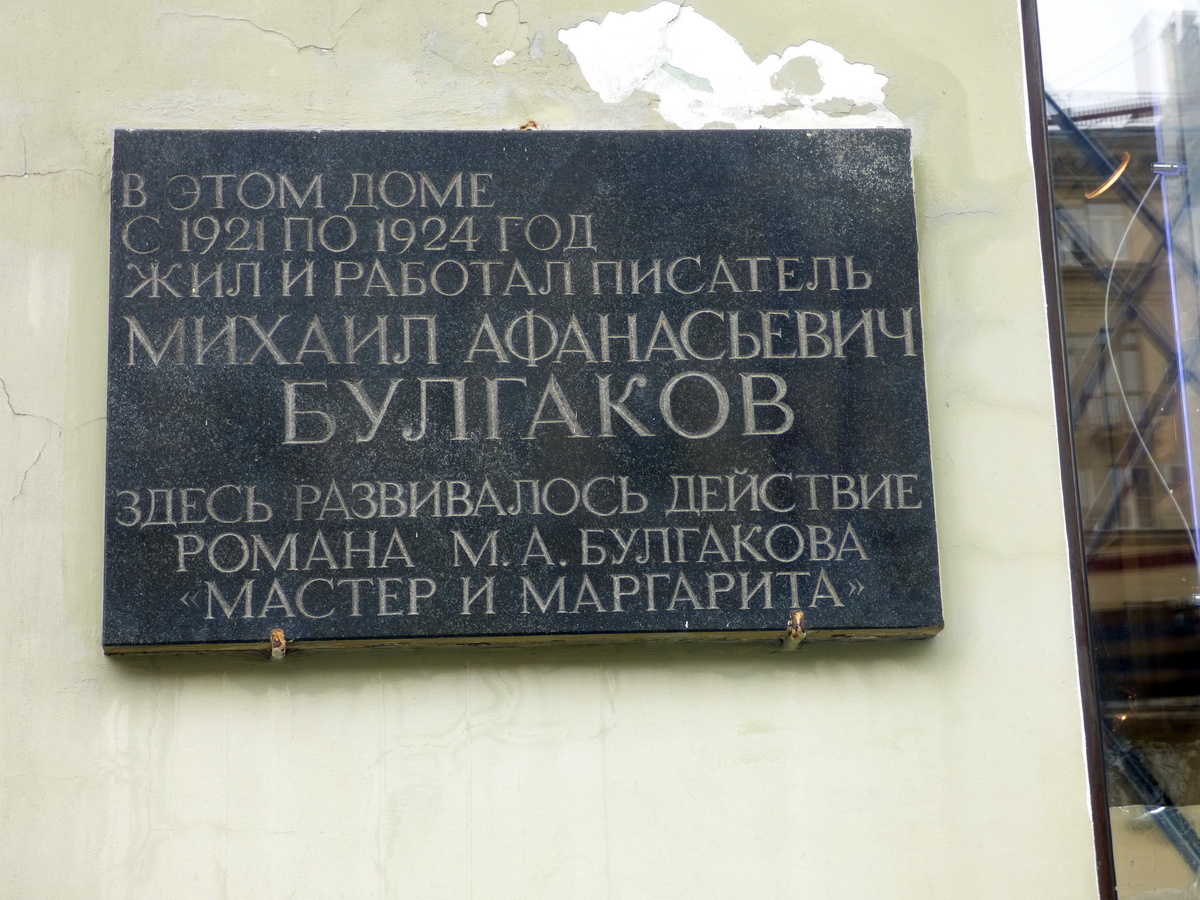 В ЭТОМ ДОМЕ
С 1921 ПО 1924 ГОД
ЖИЛ И РАБОТАЛ ПИСАТЕЛЬ
МИХАИЛ АФАНАСЬЕВИЧ
БУЛГАКОВ
ЗДЕСЬ РАЗВИВАЛОСЬ ДЕЙСТВИЕ
РОМАНА М. А. БУЛГАКОВА
«МАСТЕР И МАРГАРИТА»